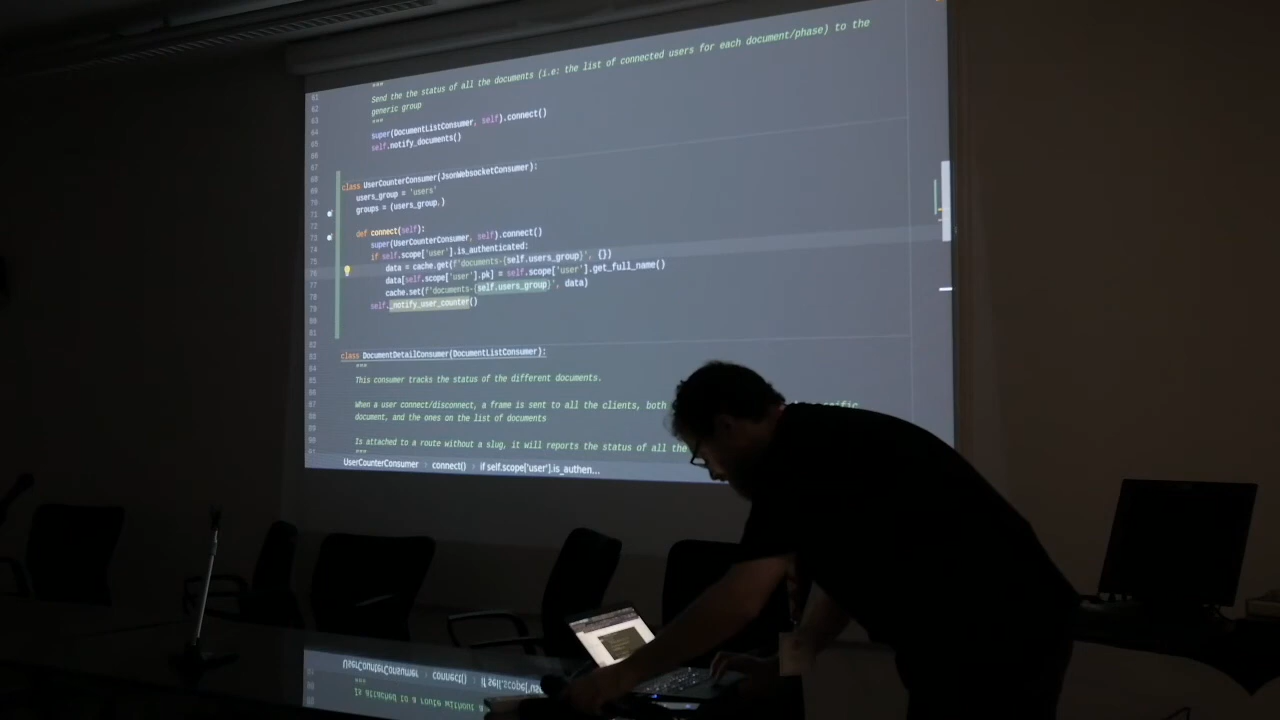 """
Send the the status of all the documents (i.e: the list of connected users for each document/phase) to the
generic group
"""
super(DocumentListConsumer, self).connect()
self.notify_documents()
class UserCounterConsumer(JsonWebsocketConsumer):
users_group = 'users'
groups = (users_group,)
def connect(self):
super(UserCounterConsumer, self).connect()
if self.scope['user'].is_authenticated:
data = cache.get(f'documents-{self.users_group}', {})
data[self.scope['user'].pk] = self.scope['user'].get_full_name()
cache.set(f'documents-{self.users_group}', data)
self._notify_user_counter()
class DocumentDetailConsumer(DocumentListConsumer):
"""
This consumer tracks the status of the different documents.
When a user connect/disconnect, a frame is sent to all the clients, both
document, and the ones on the list of documents
Is attached to a route without a slug, it will reports the status of all the
"""
UserCounterConsumer > connect() > if self.scope['user'].is_authen...